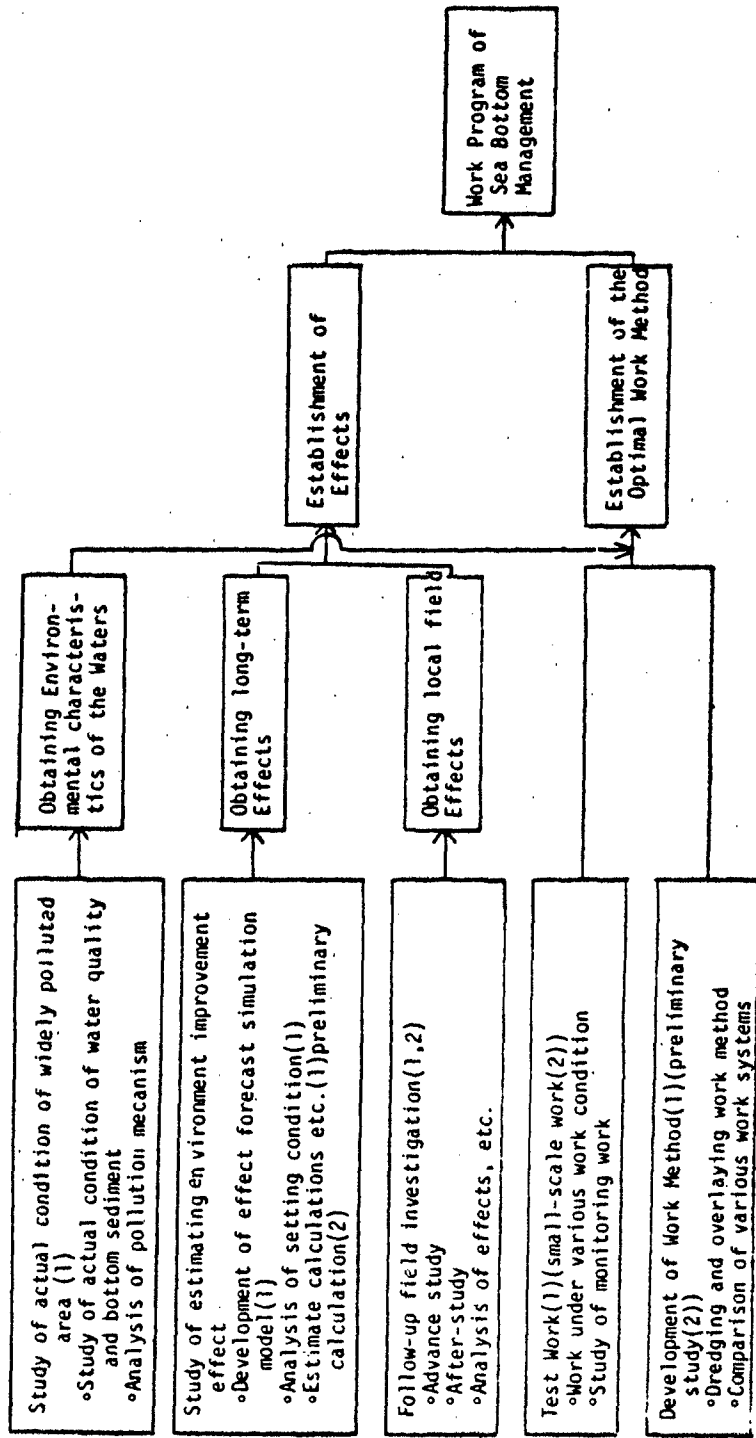 Study of actual condition of widely pollutad
area (1)
°Study of actual condition of water quality
and bottom sediment
°Analysis of pollution mecanism
Study of estimating environment improvement
effect
°Development of effect forecast simulation
model(1)
°Analysis of setting condition(1)
°Estimate calculations etc.(1)preliminary
calculation(2)
Follow-up field investigation(1,2)
°Advance study
°After-study
°Analysis of effects, etc.
Test Work(1)(small-scale work(2))
°Work under various work condition
°Study of monitoring work
Development of Work Method(1)(preliminary
study(2))
°Dredging and overlaying work method
°Comparison of various work systems
Obtaining Environ-
mental characteris-
tics of the Waters
Obtaining long-term
Effects
Obtaining local field
Effects
Establishment of
Effects
Establishment of the
Optimal Work Method
Work Program of
Sea Bottom
Management